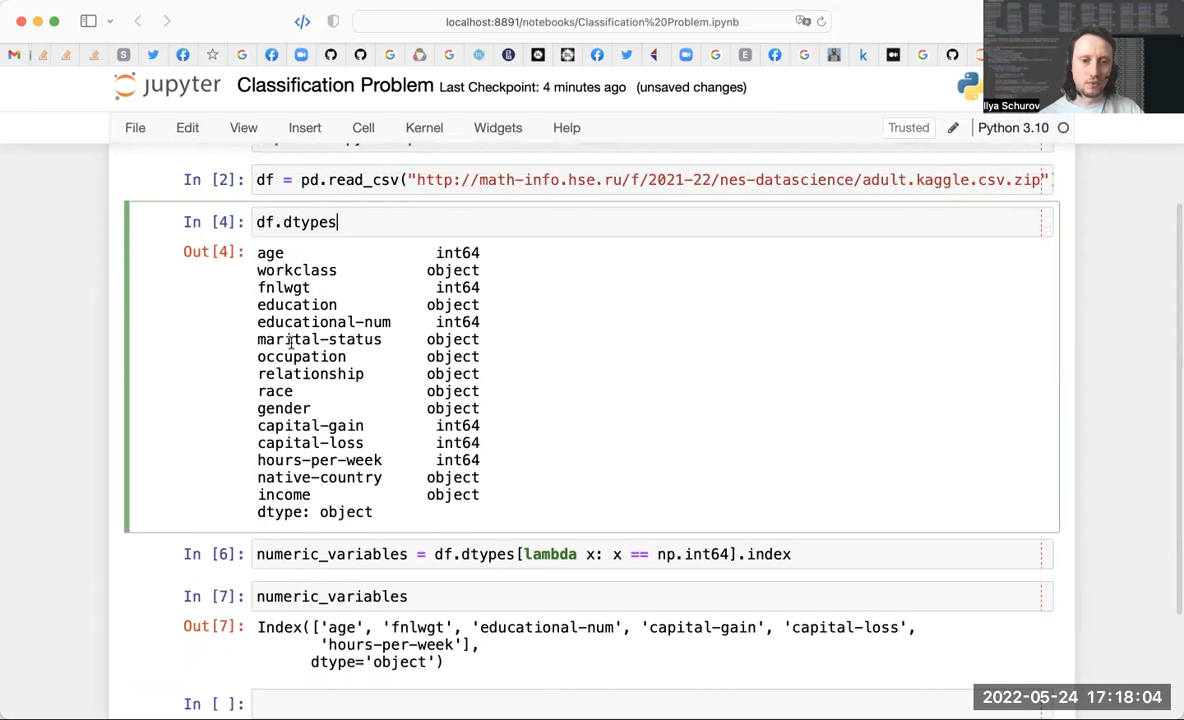 localhost:8891/notebooks/Classification%20Problem.ipynb
jupyter Classification Problem Last Checkpoint: 4 minutes ago (unsaved changes)
Ilya Schurov
File Edit View Insert Cell Kernel Widgets Help Trusted Python 3.10
In [2]: df = pd.read_csv("http://math-info.hse.ru/f/2021-22/nes-datascience/adult.kaggle.csv.zip"
In [4]: df.dtypes
Out[4]: age int64
workclass object
fnlwgt int64
education object
educational-num int64
marital-status object
occupation object
relationship object
race object
gender object
capital-gain int64
capital-loss int64
hours-per-week int64
native-country object
income object
dtype: object
In [6]: numeric_variables = df.dtypes[lambda x: x == np.int64].index
In [7]: numeric_variables
Out[7]: Index(['age', 'fnlwgt', 'educational-num', 'capital-gain', 'capital-loss',
'hours-per-week'],
dtype='object')
In [ ]:
2022-05-24 17:18:04